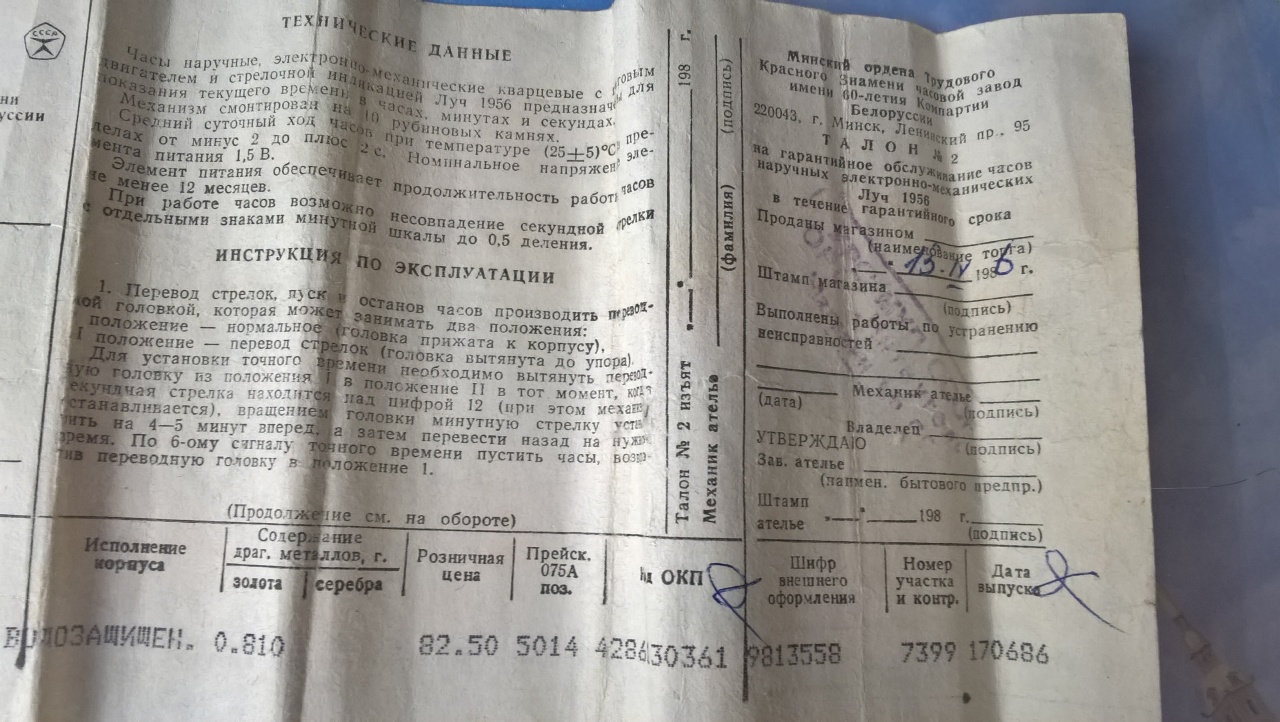 СССР
ТЕХНИЧЕСКИЕ ДАННЫЕ
Часы наручные, электронно-механические кварцевые с
двигателем и стрелочной индикацией Луч 1956 предназначены для
показания текущего времени в часах, минутах и секундах.
Механизм смонтирован на 10 рубиновых камнях.
Средний суточный ход часов при температуре (25±5)°С в пре-
делах от минус 2 до плюс 2 с. Номинальное напряжение эле-
мента питания 1,5 В.
Элемент питания обеспечивает продолжительность работы часов
не менее 12 месяцев.
При работе часов возможно несовпадение секундной стрелки
с отдельными знаками минутной шкалы до 0,5 деления.
ИНСТРУКЦИЯ ПО ЭКСПЛУАТАЦИИ
1. Перевод стрелок, пуск и останов часов производить перевод-
ной головкой, которая может занимать два положения:
положение — нормальное (головка прижата к корпусу),
I положение — перевод стрелок (головка вытянута до упора).
Для установки точного времени необходимо вытянуть перевод-
ную головку из положения I в положение II в тот момент, когда
секундная стрелка находится над цифрой 12 (при этом механизм
останавливается), вращением головки минутную стрелку уста-
вить на 4—5 минут вперед, а затем перевести назад на нужное
время. По 6-ому сигналу точного времени пустить часы, возвра-
тив переводную головку в положение I.
(Продолжение см. на обороте)
Исполнение корпуса
Содержание драг. металлов, г.
золота
серебра
Розничная цена
Прейск. 075А поз.
ОКП
ВОДОЗАЩИЩЕН. 0.810 82.50 5014 4286130361
Талон № 2 изъят „—“ 198 г.
Механик ателье (фамилия) (подпись)
Минский ордена Трудового
Красного Знамени часовой завод
имени 60-летия Компартии
Белоруссии
220043, г. Минск, Ленинский пр., 95
ТАЛОН № 2
на гарантийное обслуживание часов
наручных электронно-механических
Луч 1956
в течение гарантийного срока
Проданы магазином
(наименование торга)
15. IV 1986 г.
Штамп магазина
(подпись)
Выполнены работы по устранению
неисправностей
Механик ателье
(дата) (подпись)
Владелец
УТВЕРЖДАЮ (подпись)
Зав. ателье
(наимен. бытового предпр.)
Штамп
ателье „—“ 198 г.
(подпись)
Шифр внешнего оформления
Номер участка и контр.
Дата выпуска
9813558 7399 170686